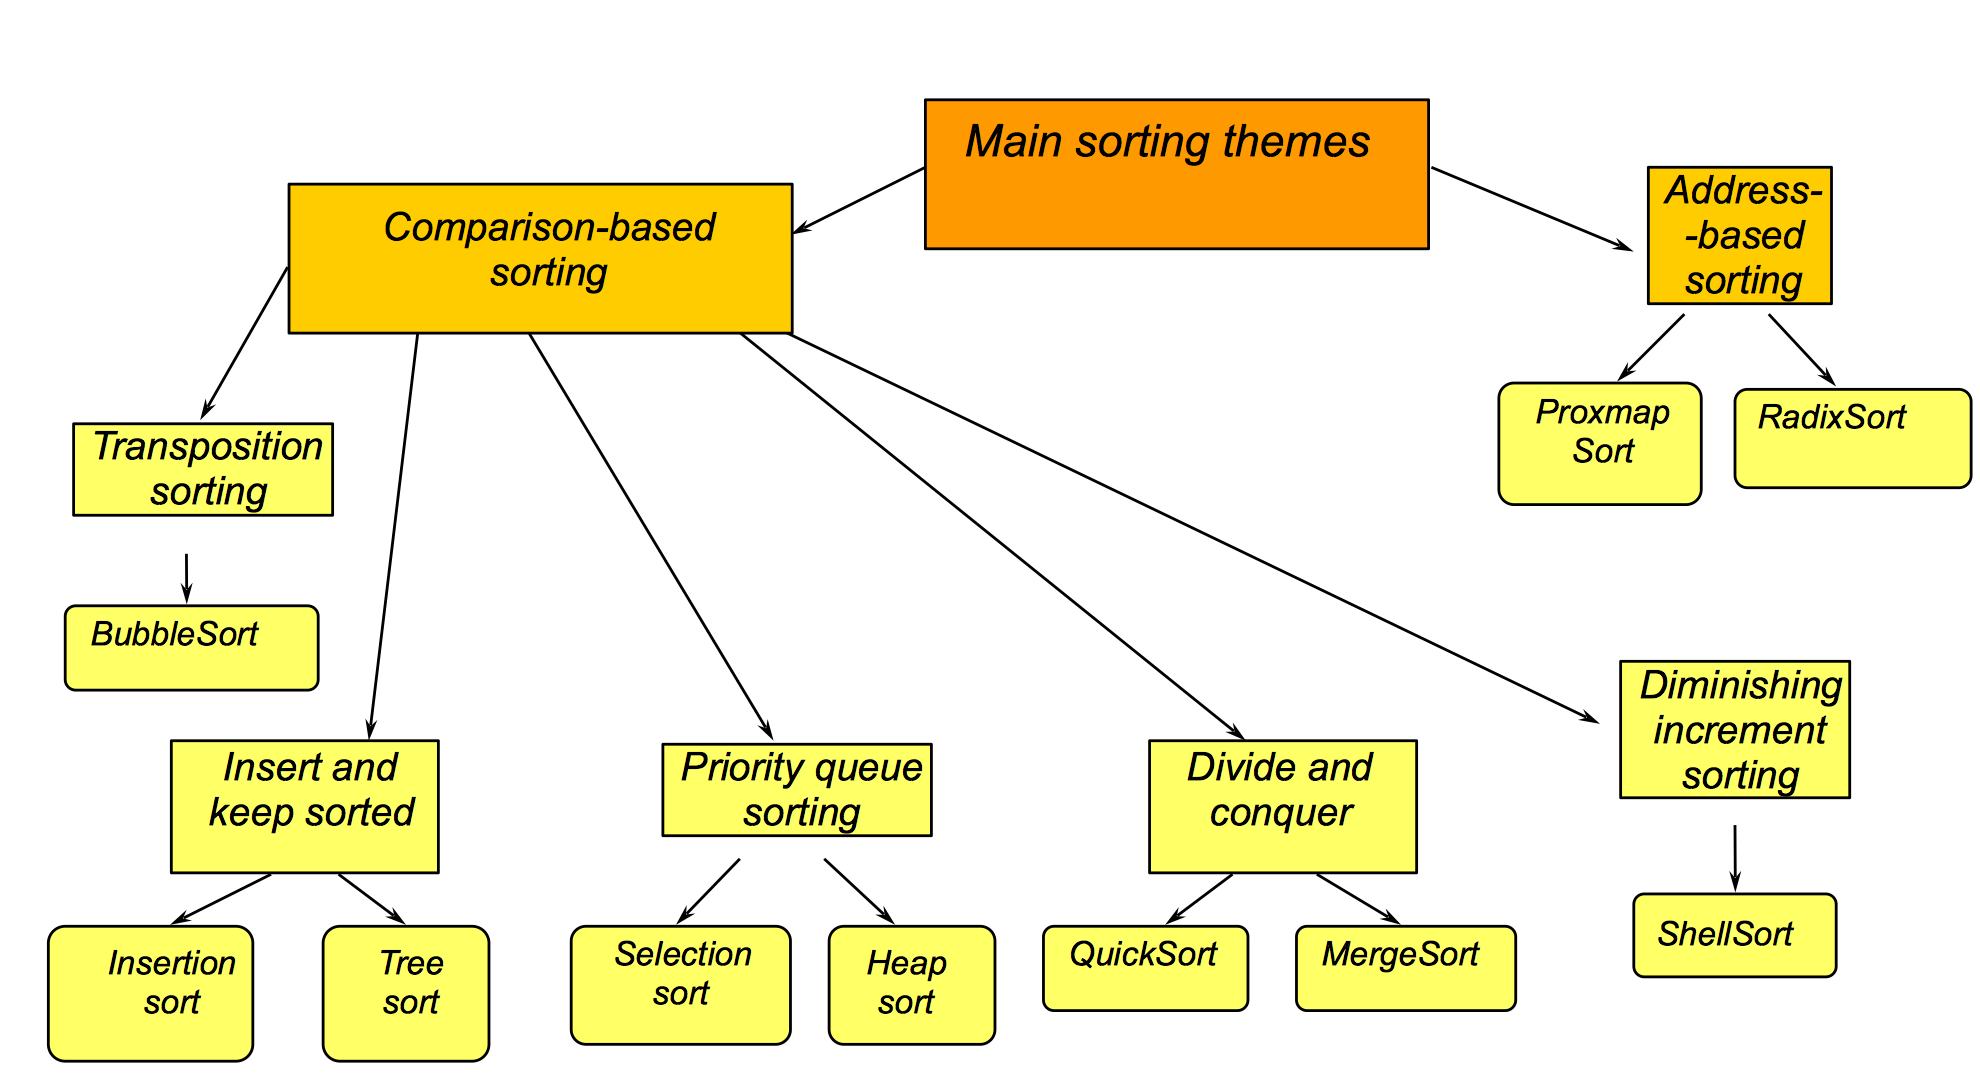 Main sorting themes
Comparison-based
sorting
Address-
-based
sorting
Proxmap
Sort
RadixSort
Transposition
sorting
BubbleSort
Insert and
keep sorted
Priority queue
sorting
Divide and
conquer
Diminishing
increment
sorting
Insertion
sort
Tree
sort
Selection
sort
Heap
sort
QuickSort
MergeSort
ShellSort